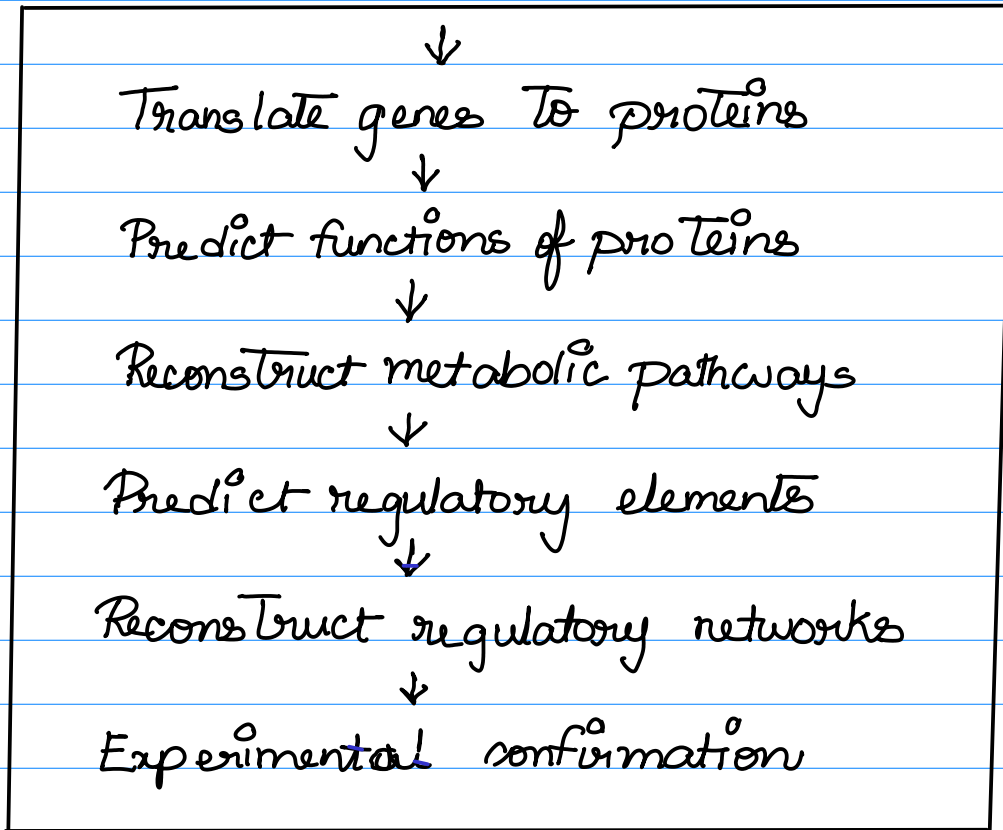 ↓
Translate genes to proteins
↓
Predict functions of proteins
↓
Reconstruct metabolic pathways
↓
Predict regulatory elements
↓
Reconstruct regulatory networks
↓
Experimental confirmation